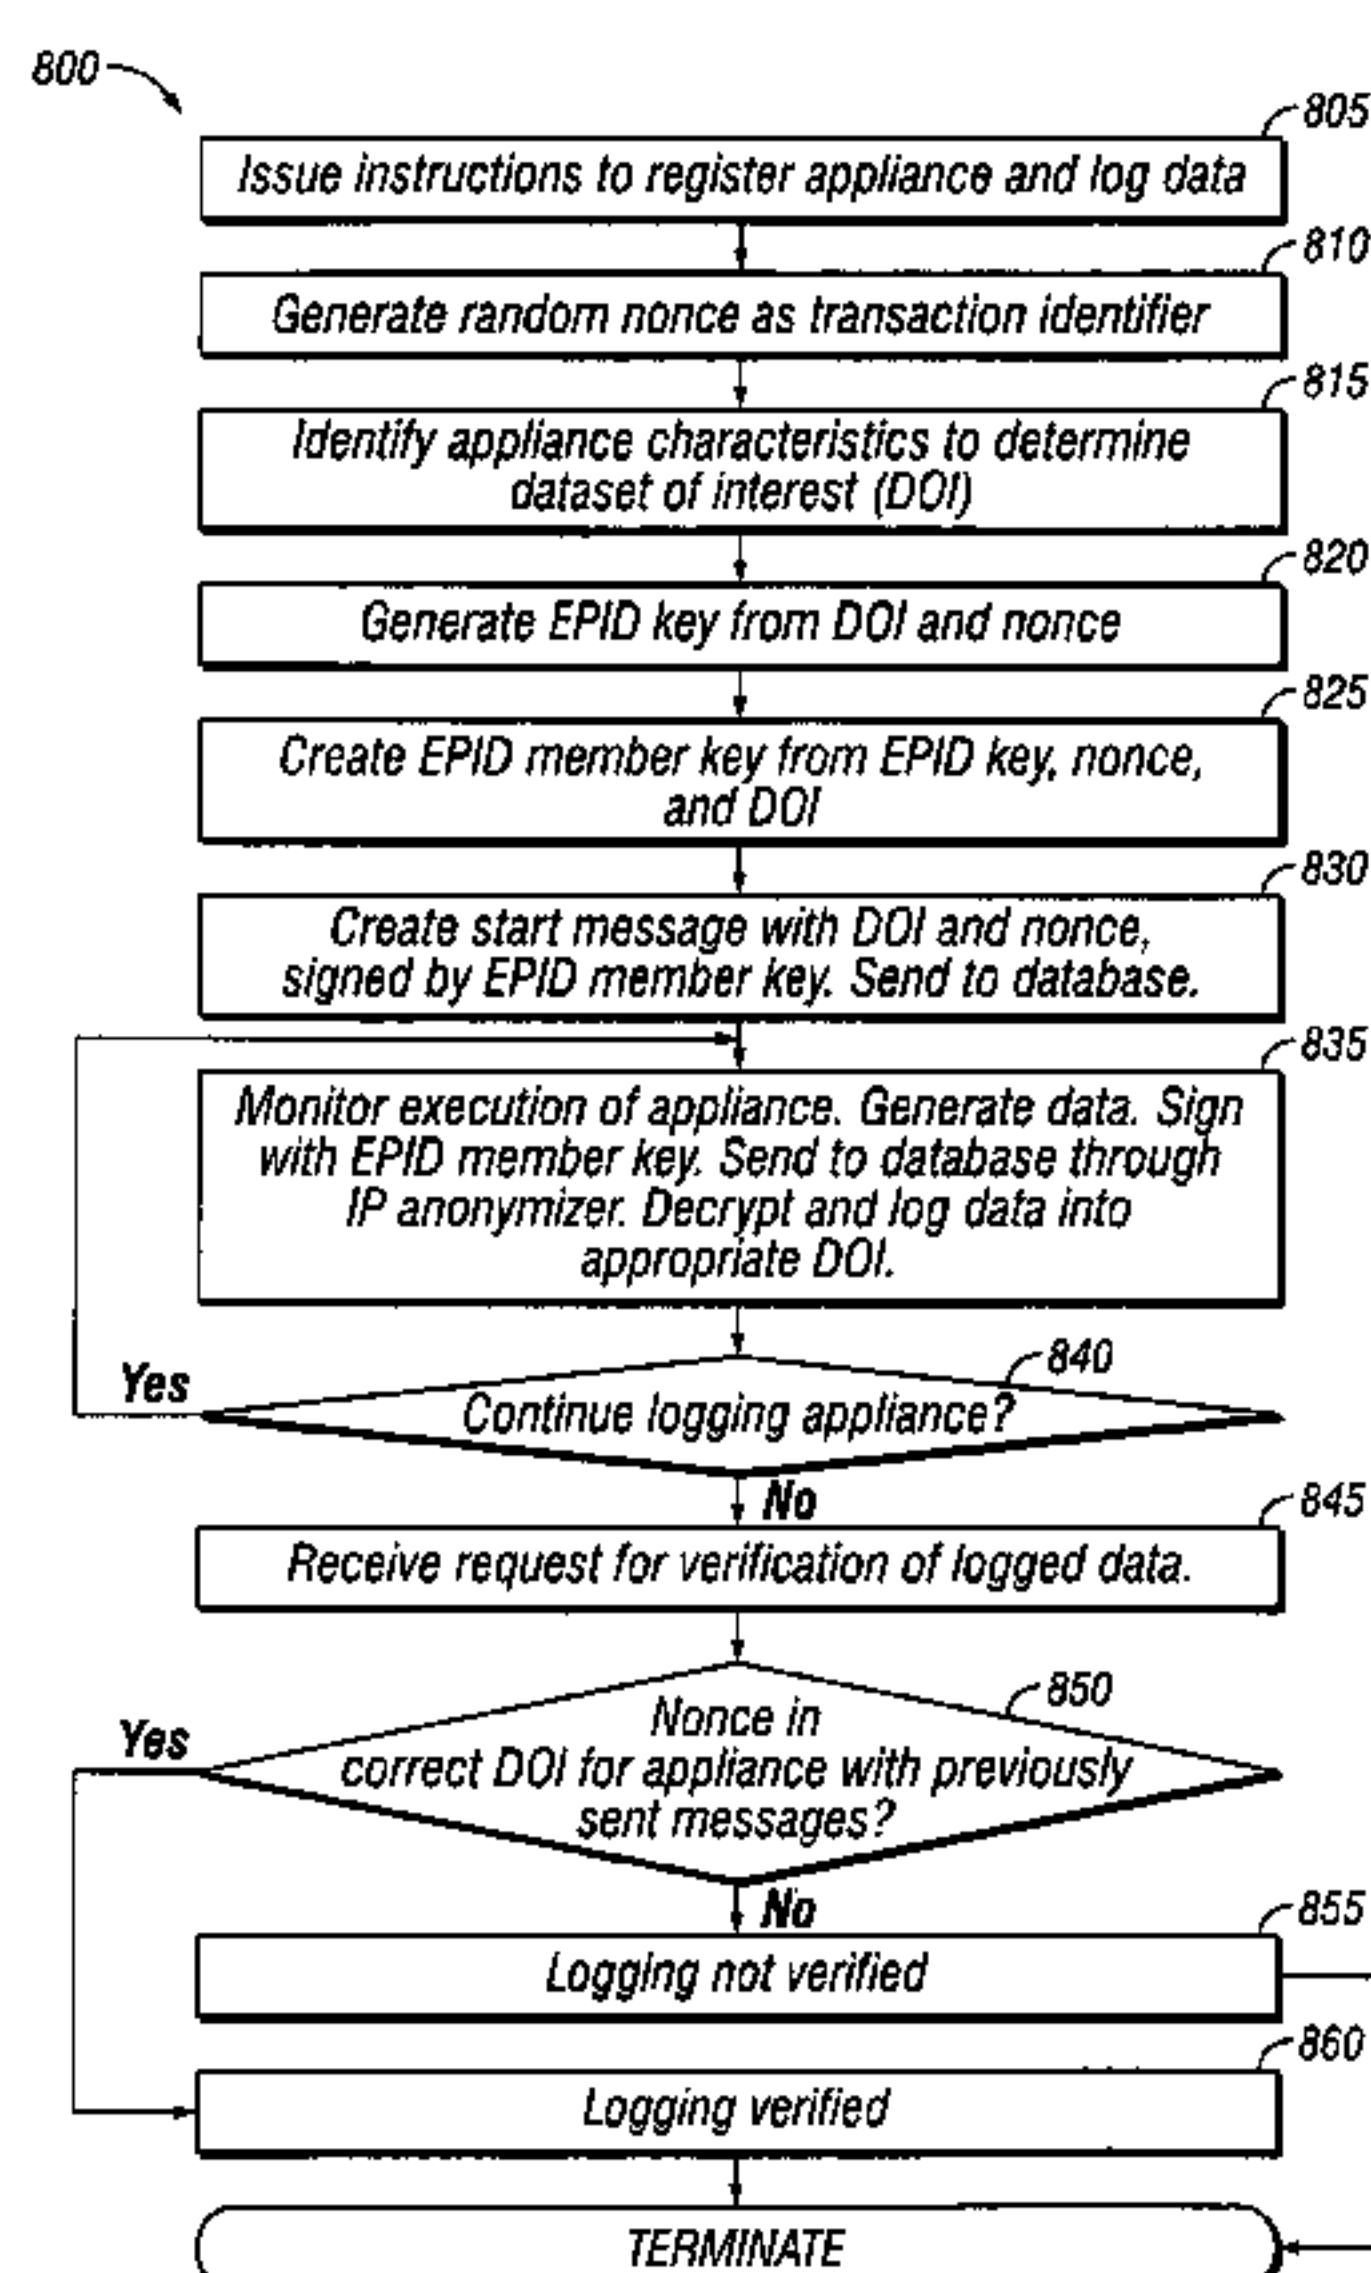 800
805
Issue instructions to register appliance and log data
810
Generate random nonce as transaction identifier
815
Identify appliance characteristics to determine
dataset of interest (DOI)
820
Generate EPID key from DOI and nonce
825
Create EPID member key from EPID key, nonce,
and DOI
830
Create start message with DOI and nonce,
signed by EPID member key. Send to database.
835
Monitor execution of appliance. Generate data. Sign
with EPID member key. Send to database through
IP anonymizer. Decrypt and log data into
appropriate DOI.
840
Yes
Continue logging appliance?
No
845
Receive request for verification of logged data.
850
Yes
Nonce in
correct DOI for appliance with previously
sent messages?
No
855
Logging not verified
860
Logging verified
TERMINATE